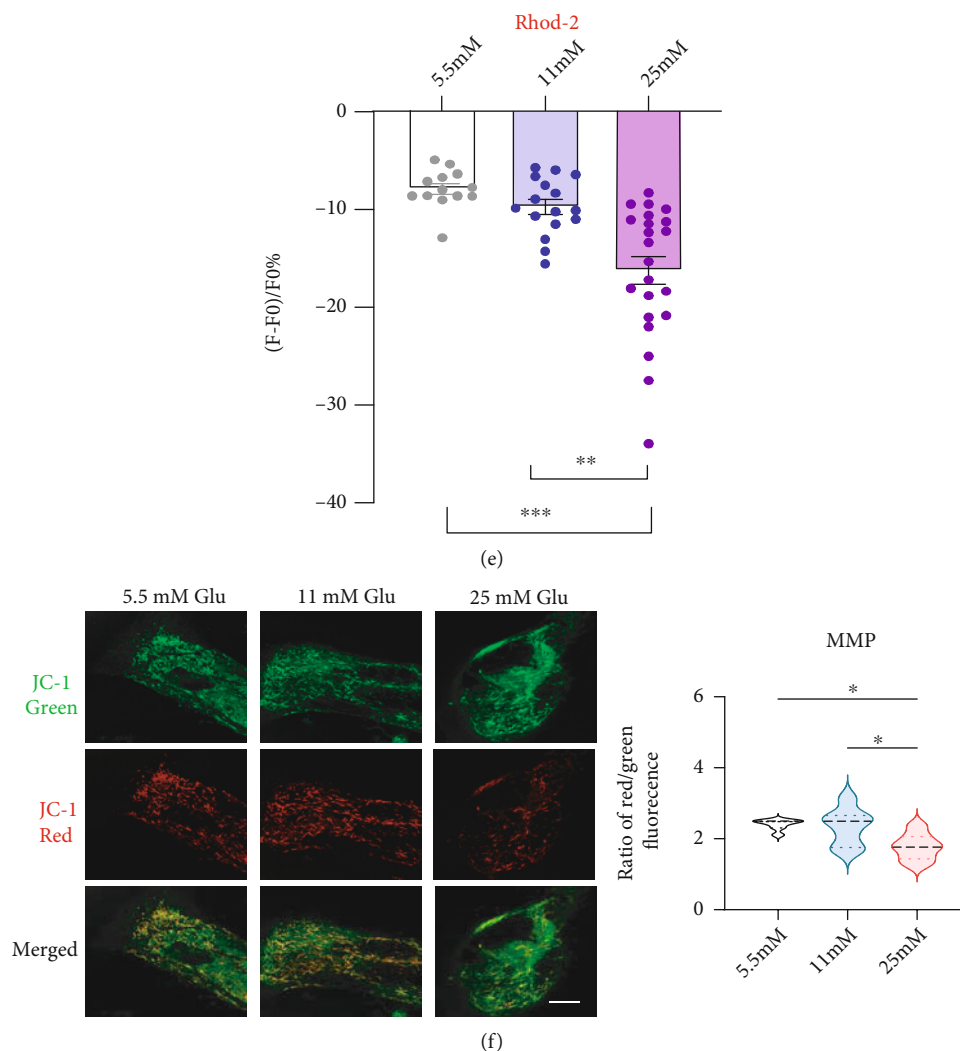 Rhod-2
5.5mM
11mM
25mM
0
−10
−20
−30
−40
(F-F0)/F0%
**
***
(e)
5.5 mM Glu
11 mM Glu
25 mM Glu
JC-1
Green
JC-1
Red
Merged
MMP
6
4
2
0
Ratio of red/green
fluorecence
*
*
5.5mM
11mM
25mM
(f)